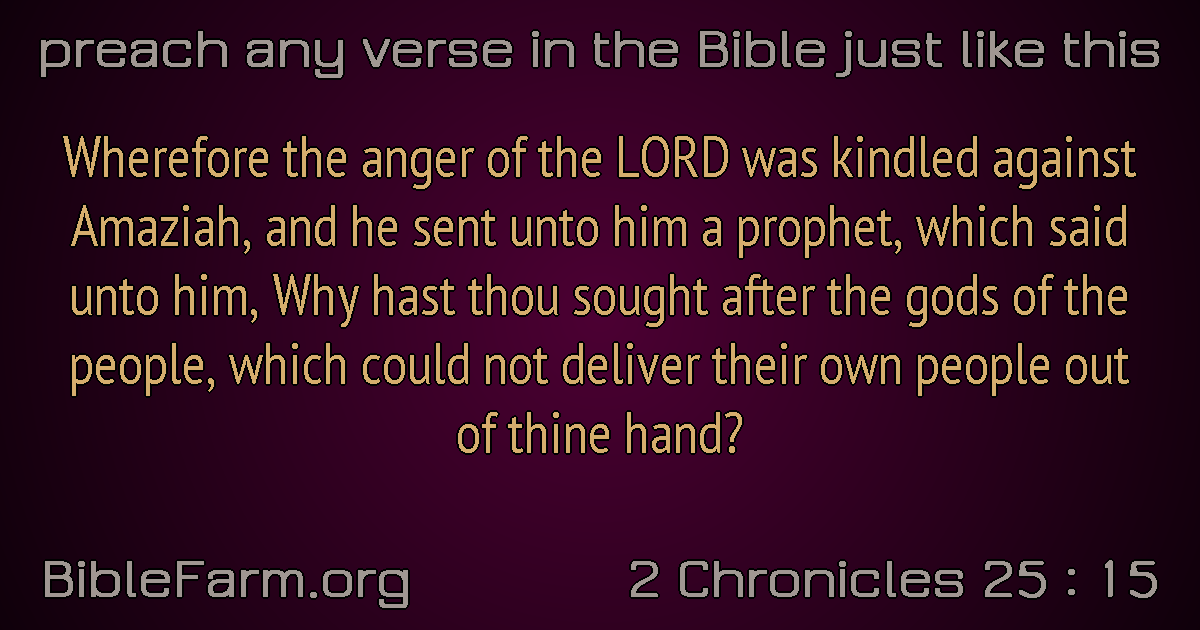 preach any verse in the Bible just like this
Wherefore the anger of the LORD was kindled against
Amaziah, and he sent unto him a prophet, which said
unto him, Why hast thou sought after the gods of the
people, which could not deliver their own people out
of thine hand?
BibleFarm.org
2 Chronicles 25 : 15